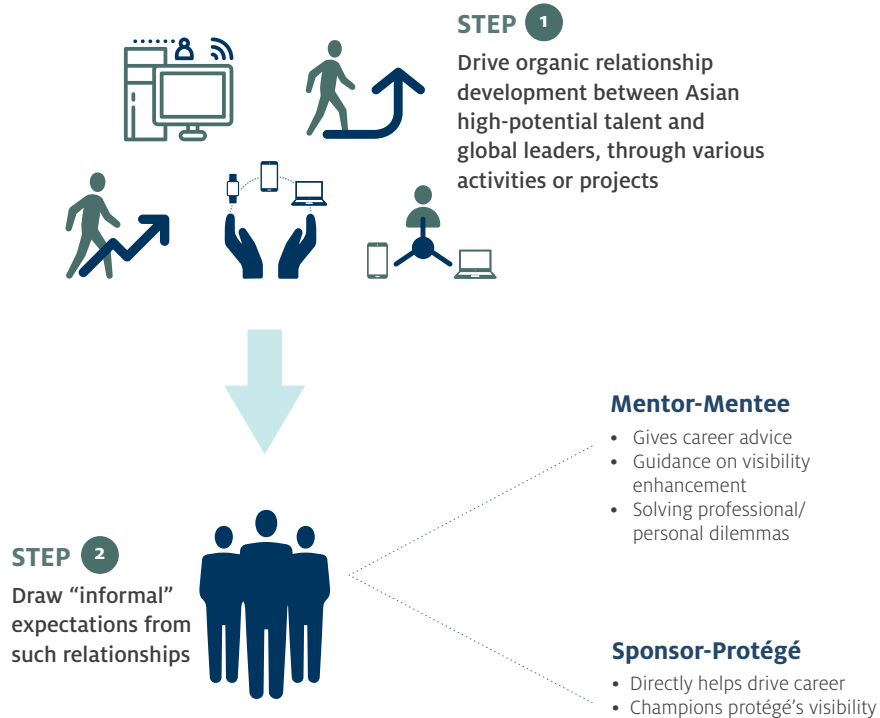 STEP 1
Drive organic relationship
development between Asian
high-potential talent and
global leaders, through various
activities or projects
STEP 2
Draw “informal”
expectations from
such relationships
Mentor-Mentee
• Gives career advice
• Guidance on visibility
enhancement
• Solving professional/
personal dilemmas
Sponsor-Protégé
• Directly helps drive career
• Champions protégé’s visibility